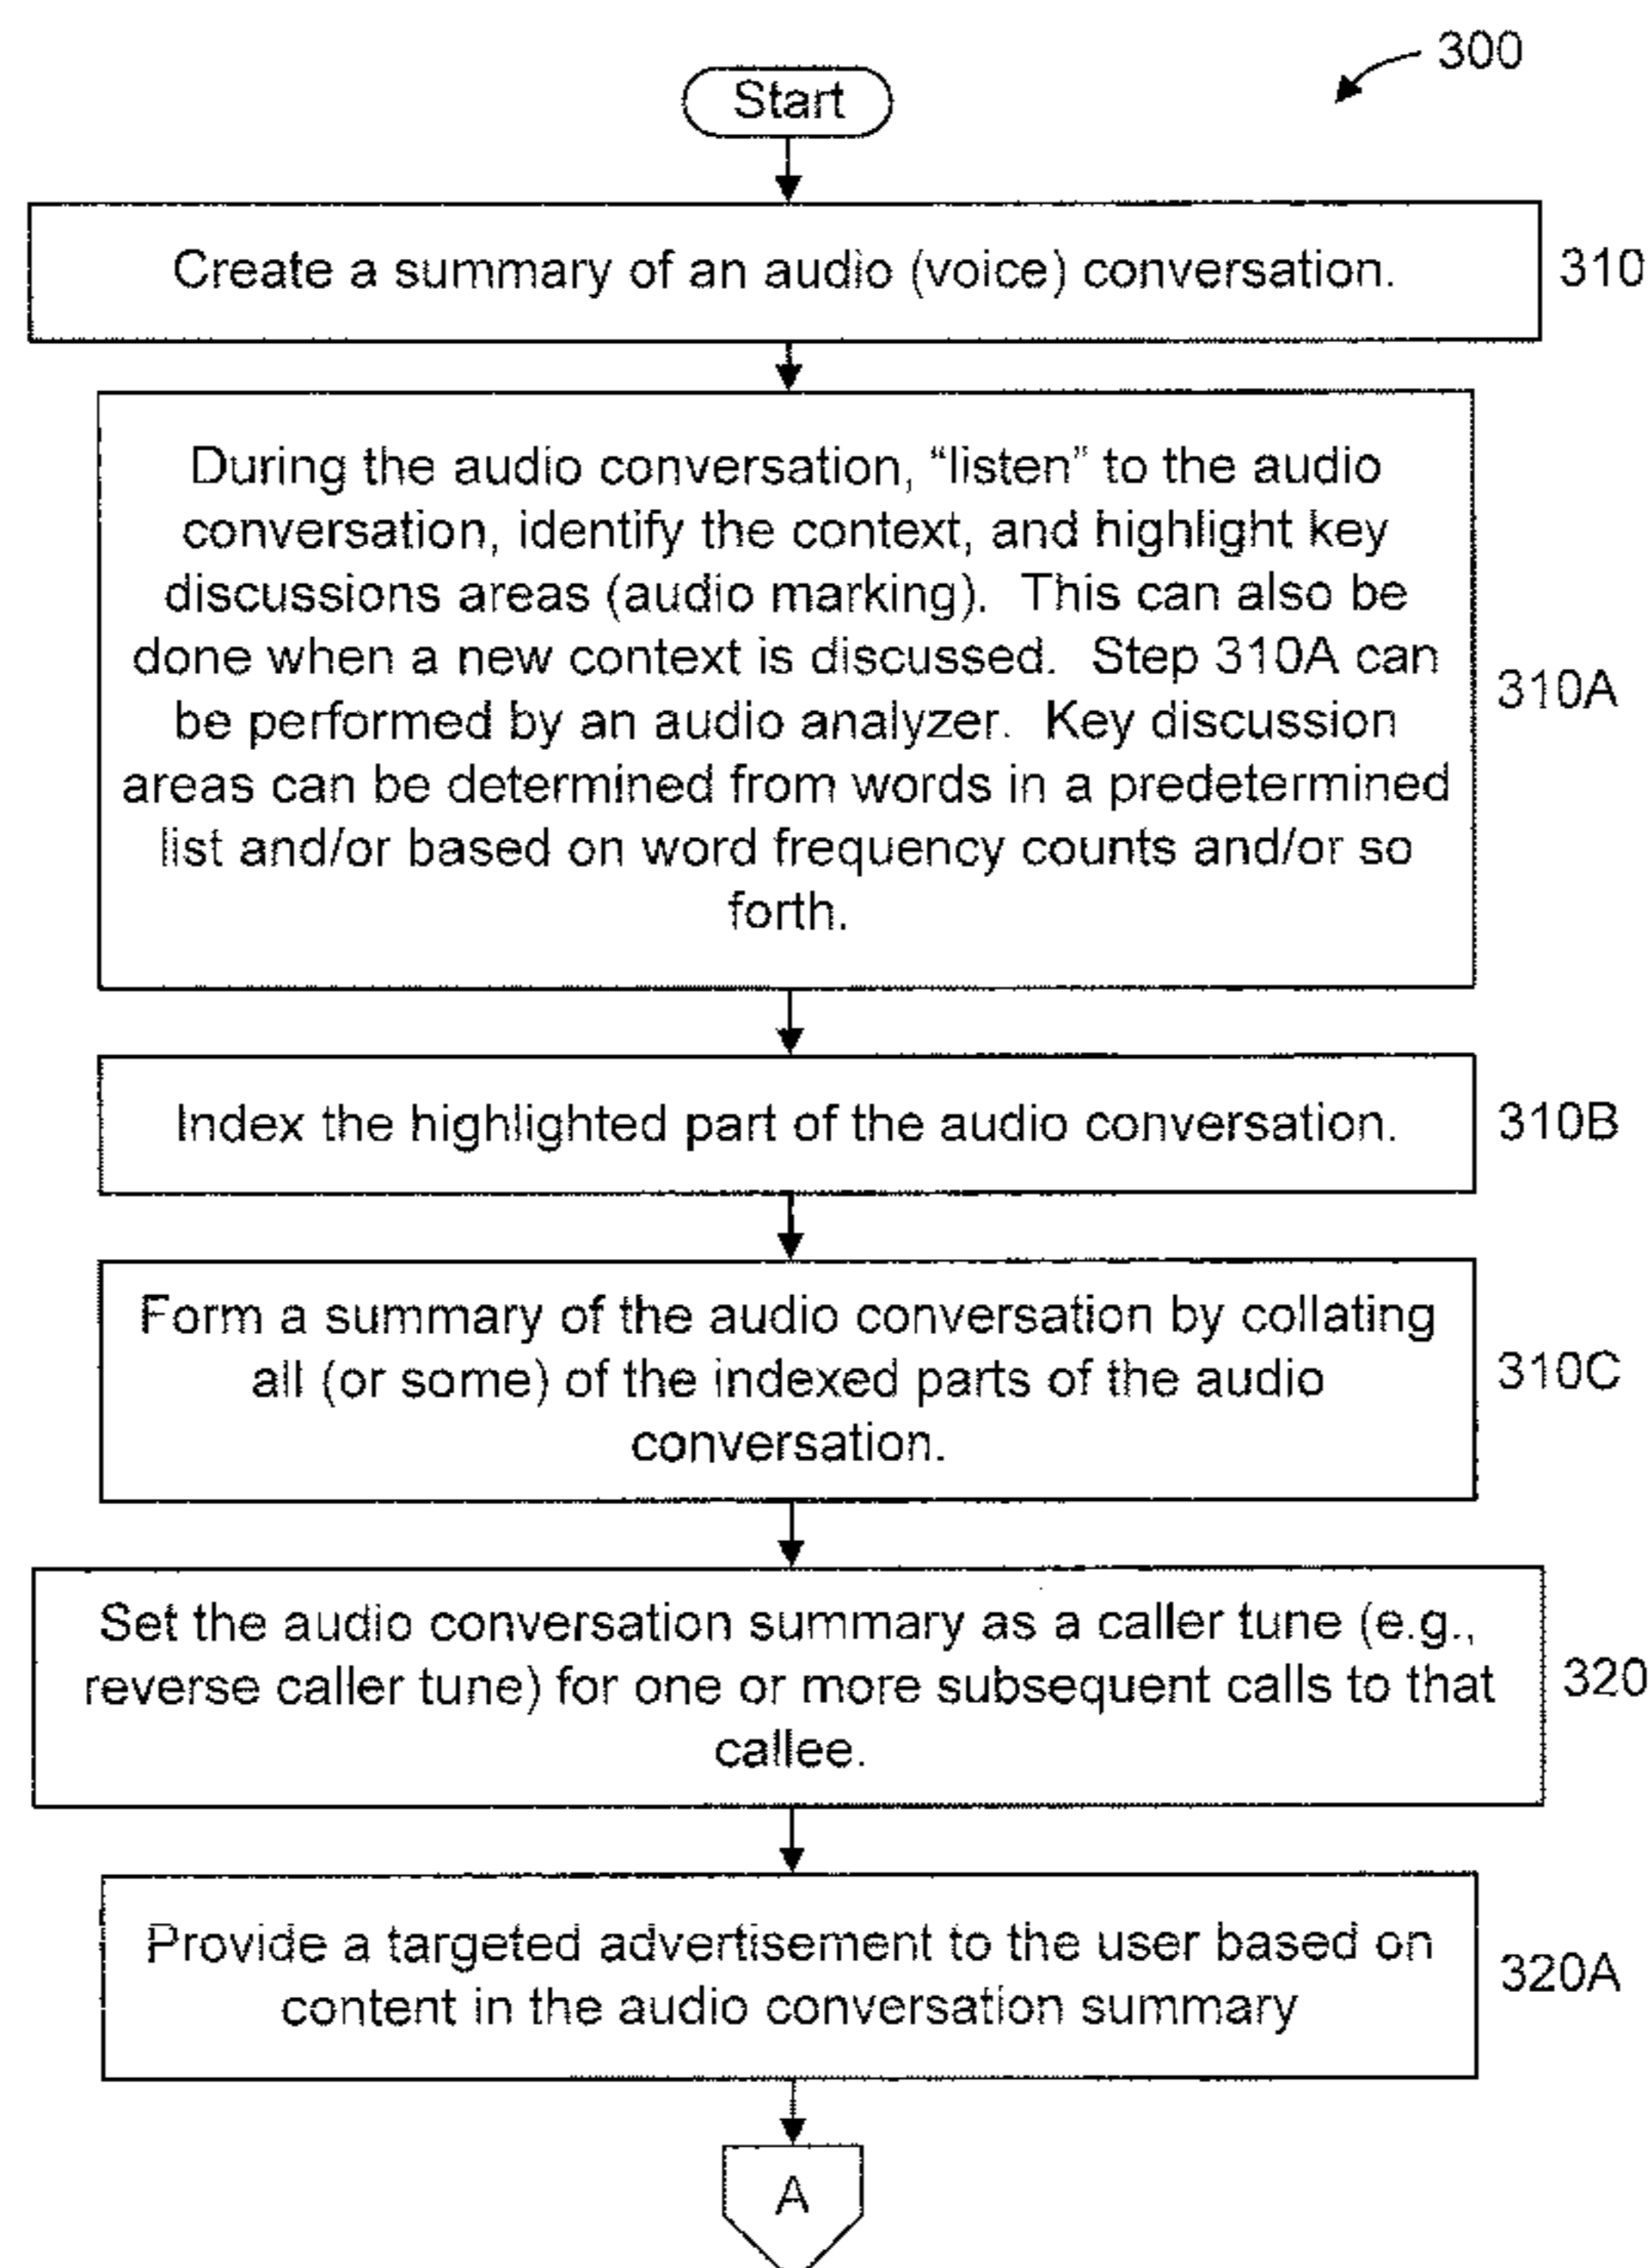 300
Start
Create a summary of an audio (voice) conversation.
310
During the audio conversation, “listen” to the audio
conversation, identify the context, and highlight key
discussions areas (audio marking).  This can also be
done when a new context is discussed.  Step 310A can
be performed by an audio analyzer.  Key discussion
areas can be determined from words in a predetermined
list and/or based on word frequency counts and/or so
forth.
310A
Index the highlighted part of the audio conversation.
310B
Form a summary of the audio conversation by collating
all (or some) of the indexed parts of the audio
conversation.
310C
Set the audio conversation summary as a caller tune (e.g.,
reverse caller tune) for one or more subsequent calls to that
callee.
320
Provide a targeted advertisement to the user based on
content in the audio conversation summary
320A
A